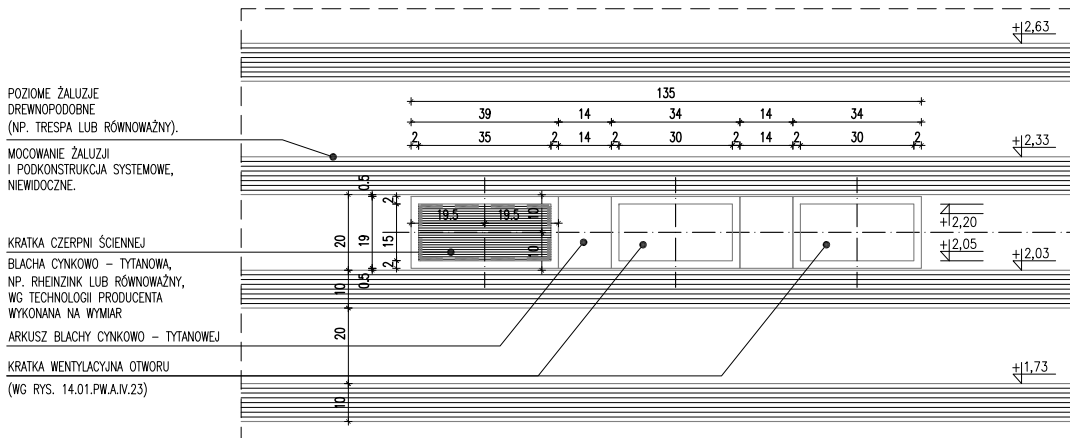 +2,63
POZIOME ŻALUZJE
DREWNOPODOBNE
(NP. TRESPA LUB RÓWNOWAŻNY).
135
39 14 34 14 34
2 35 2 14 2 30 2 14 2 30 2
+2,33
MOCOWANIE ŻALUZJI
I PODKONSTRUKCJA SYSTEMOWE,
NIEWIDOCZNE.
0.5
2
19.5 19.5 10
+2,20
20 19 15
KRATKA CZERPNI ŚCIENNEJ
10
+2,05
BLACHA CYNKOWO – TYTANOWA,
2
+2,03
NP. RHEINZINK LUB RÓWNOWAŻNY,
0.5
WG TECHNOLOGII PRODUCENTA
10
WYKONANA NA WYMIAR
ARKUSZ BLACHY CYNKOWO – TYTANOWEJ
20
KRATKA WENTYLACYJNA OTWORU
+1,73
(WG RYS. 14.01.PW.A.IV.23)
10